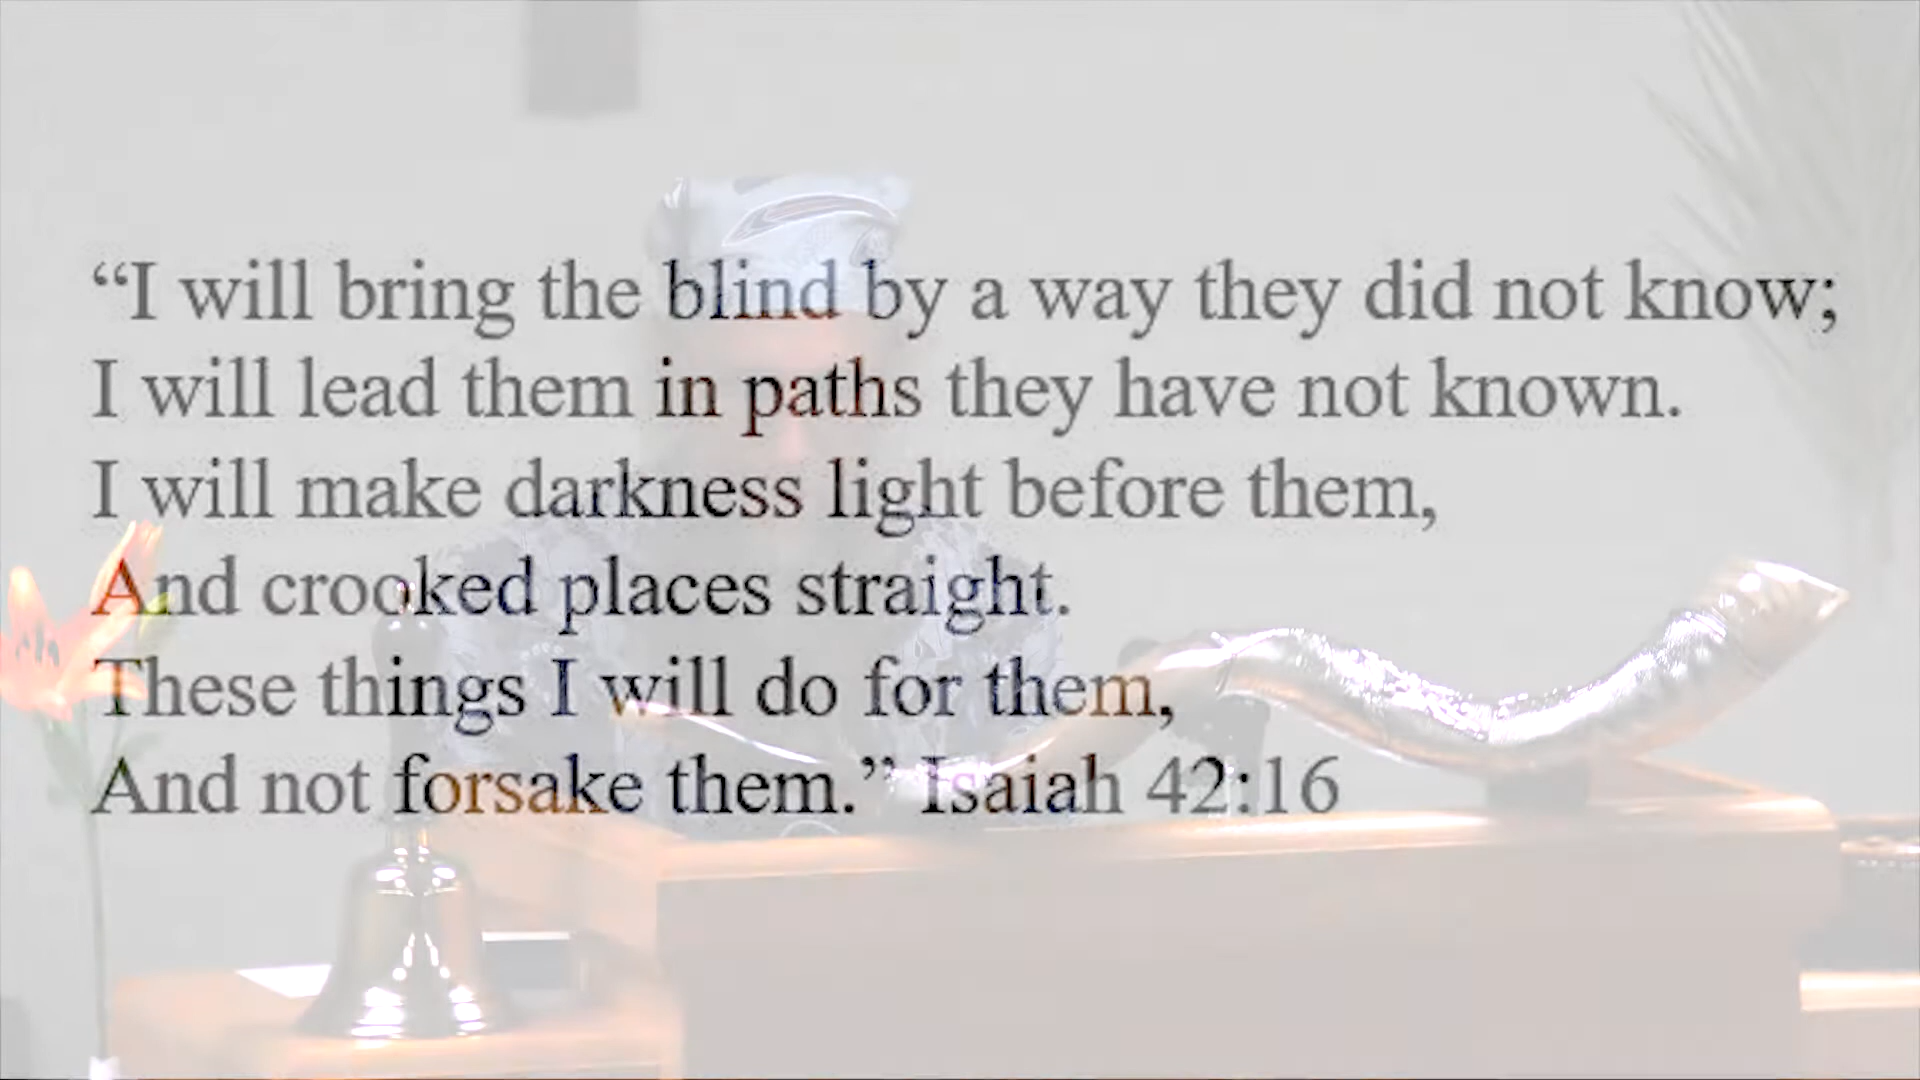 “I will bring the blind by a way they did not know;
I will lead them in paths they have not known.
I will make darkness light before them,
And crooked places straight.
These things I will do for them,
And not forsake them.” Isaiah 42:16